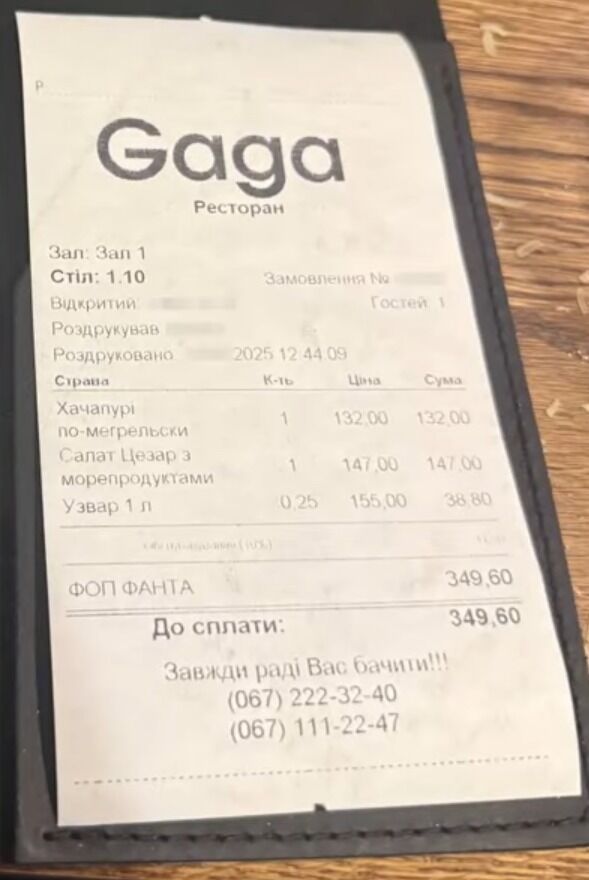 Р
Gaga
Ресторан
Зал: Зал 1
Стіл: 1.10
Замовлення №
Відкритий
Гостей: 1
Роздрукував
Роздруковано 2025 12:44:09
Страва К-ть Ціна Сума
Хачапурі
по-мегрельски 1 132,00 132,00
Салат Цезар з
морепродуктами 1 147,00 147,00
Узвар 1 л 0,25 155,00 38,80
ФОП ФАНТА 349,60
До сплати: 349,60
Завжди раді Вас бачити!!!
(067) 222-32-40
(067) 111-22-47